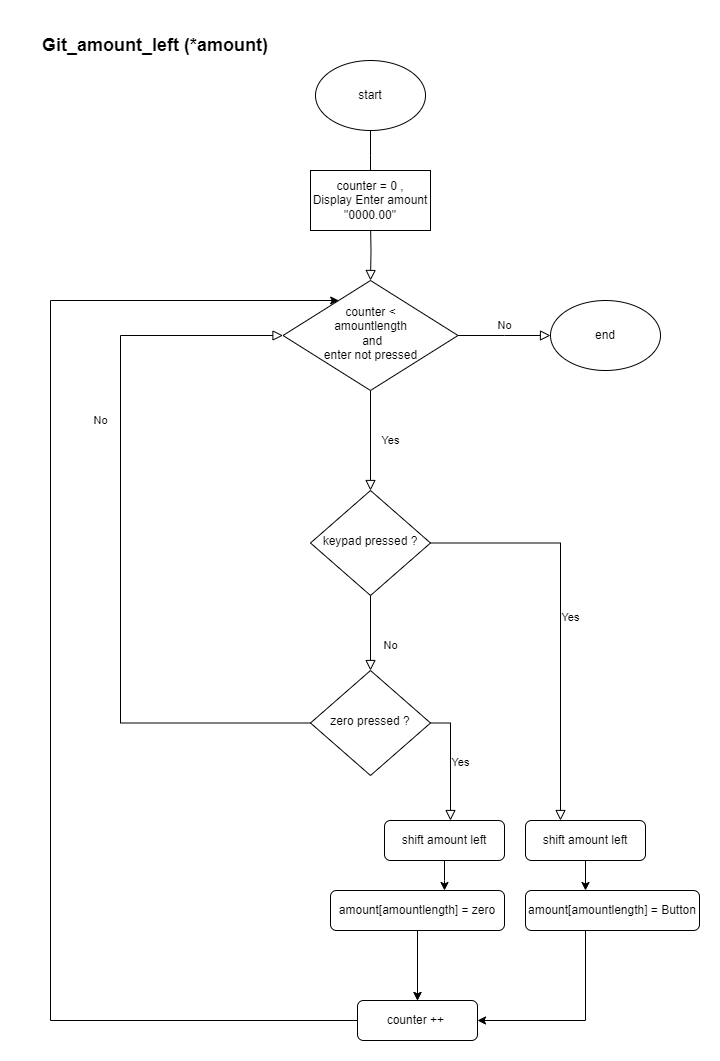 Git_amount_left (*amount)
start
counter = 0 ,
Display Enter amount
"0000.00"
counter <
amountlength
and
enter not pressed
No
end
No
Yes
keypad pressed ?
Yes
No
zero pressed ?
Yes
shift amount left
shift amount left
amount[amountlength] = zero
amount[amountlength] = Button
counter ++